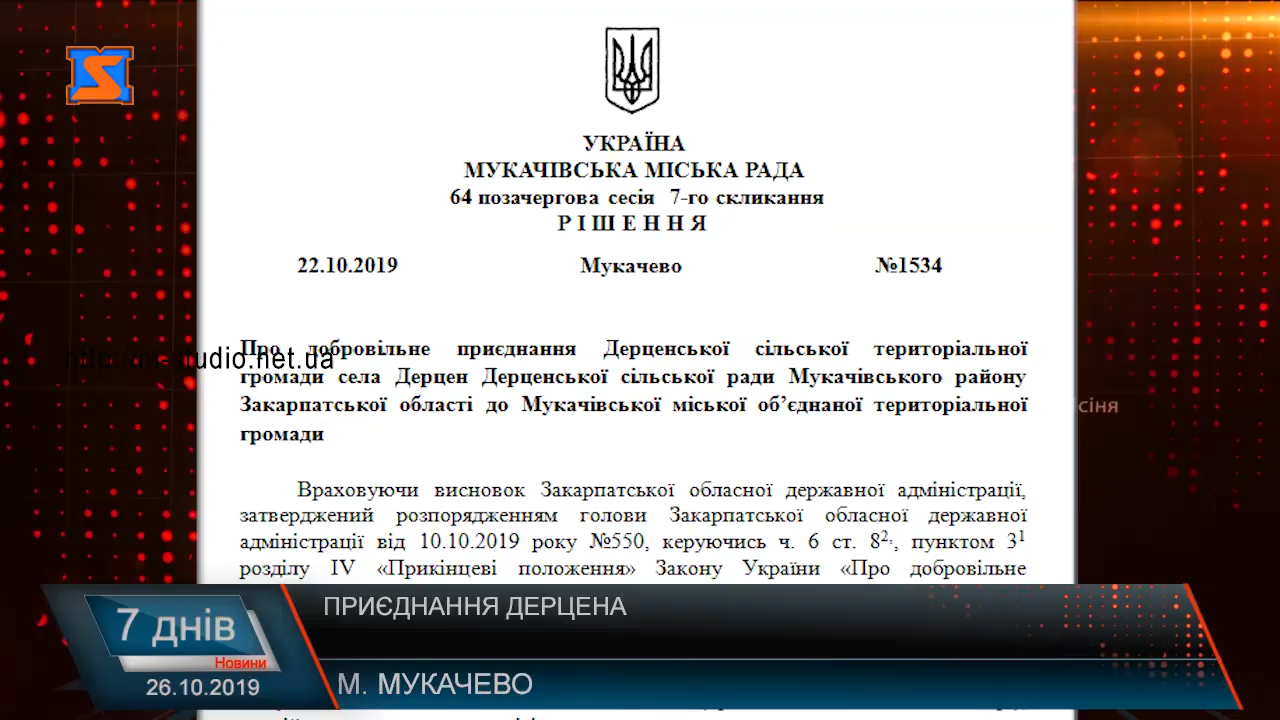 УКРАЇНА
МУКАЧІВСЬКА МІСЬКА РАДА
64 позачергова сесія 7-го скликання
Р І Ш Е Н Н Я
22.10.2019 Мукачево №1534
Про добровільне приєднання Дерценської сільської територіальної
громади села Дерцен Дерценської сільської ради Мукачівського району
Закарпатської області до Мукачівської міської об’єднаної територіальної
громади
сіня
Враховуючи висновок Закарпатської обласної державної адміністрації,
затверджений розпорядженням голови Закарпатської обласної державної
адміністрації від 10.10.2019 року №550, керуючись ч. 6 ст. 8²·, пунктом 3¹
розділу IV «Прикінцеві положення» Закону України «Про добровільне
ПРИЄДНАННЯ ДЕРЦЕНА
7 днів
Новини
26.10.2019
М. МУКАЧЕВО